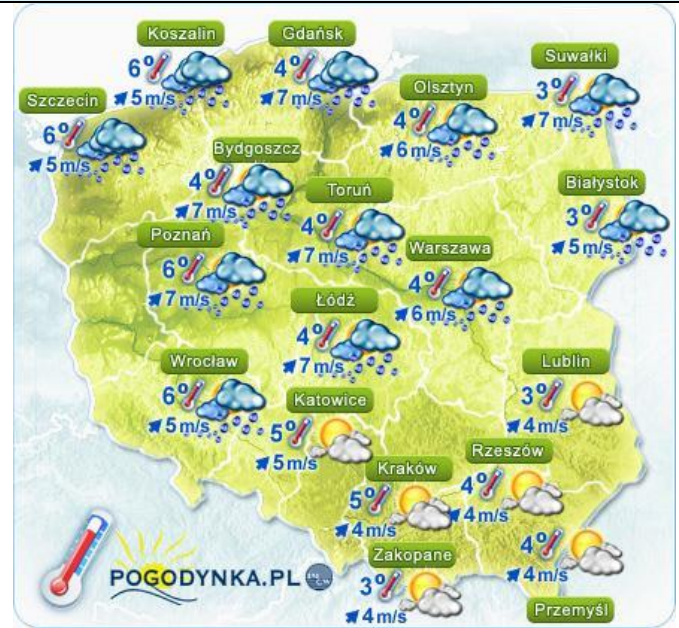 Koszalin
6°
5 m/s
Gdańsk
4°
7 m/s
Suwałki
3°
7 m/s
Szczecin
6°
5 m/s
Olsztyn
4°
6 m/s
Bydgoszcz
4°
7 m/s
Toruń
4°
7 m/s
Białystok
3°
5 m/s
Poznań
6°
7 m/s
Warszawa
4°
6 m/s
Łódź
4°
7 m/s
Wrocław
6°
5 m/s
Katowice
5°
5 m/s
Lublin
3°
4 m/s
Kraków
5°
4 m/s
Rzeszów
4°
4 m/s
Zakopane
3°
4 m/s
4°
4 m/s
Przemyśl
POGODYNKA.PL